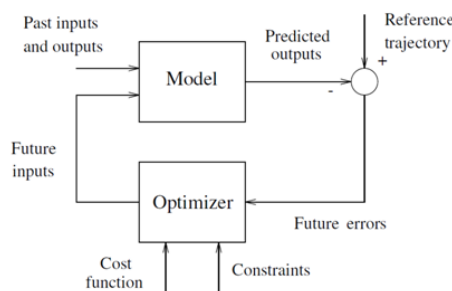 Past inputs
and outputs
Model
Predicted
outputs
Reference
trajectory
+
-
Future
inputs
Optimizer
Future errors
Cost
function
Constraints